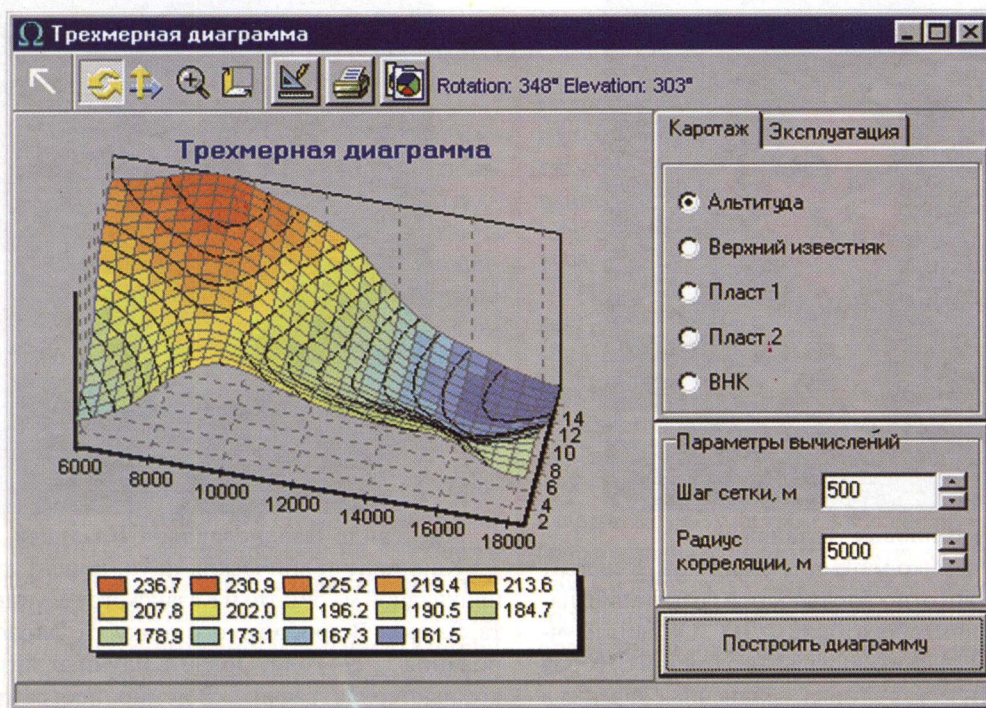 Ω Трехмерная диаграмма
Rotation: 348° Elevation: 303°
Трехмерная диаграмма
6000
8000
10000
12000
14000
16000
18000
14
12
10
8
6
4
2
236.7 230.9 225.2 219.4 213.6
207.8 202.0 196.2 190.5 184.7
178.9 173.1 167.3 161.5
Каротаж Эксплуатация
Альтитуда
Верхний известняк
Пласт 1
Пласт 2
ВНК
Параметры вычислений
Шаг сетки, м 500
Радиус
корреляции, м 5000
Построить диаграмму